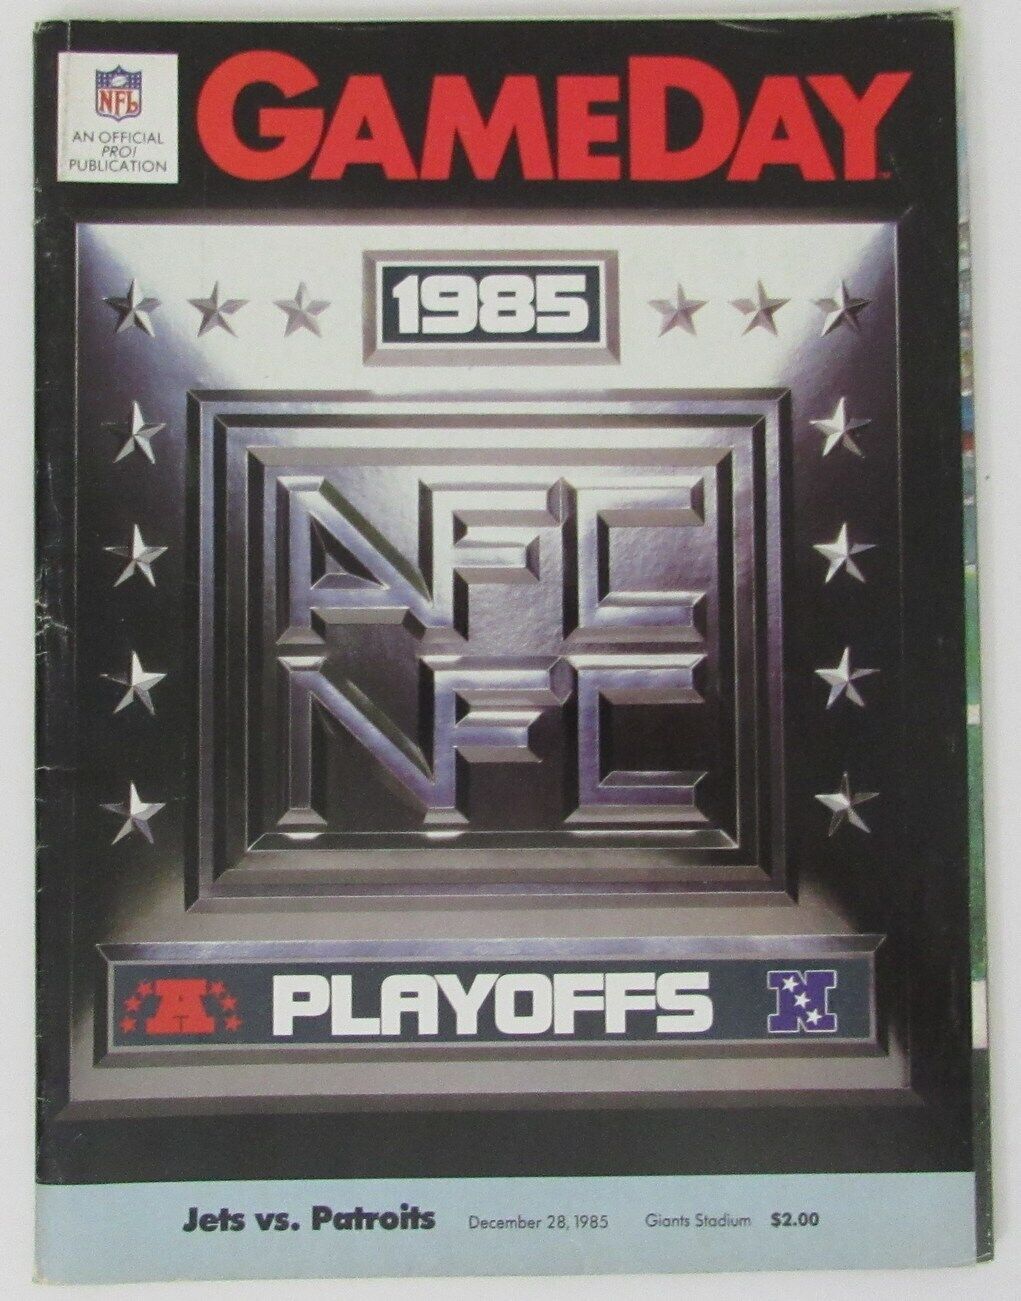 NFL
AN OFFICIAL
PRO!
PUBLICATION
GAMEDAY™
1985
AFC
NFC
A PLAYOFFS N
Jets vs. Patroits December 28, 1985 Giants Stadium $2.00